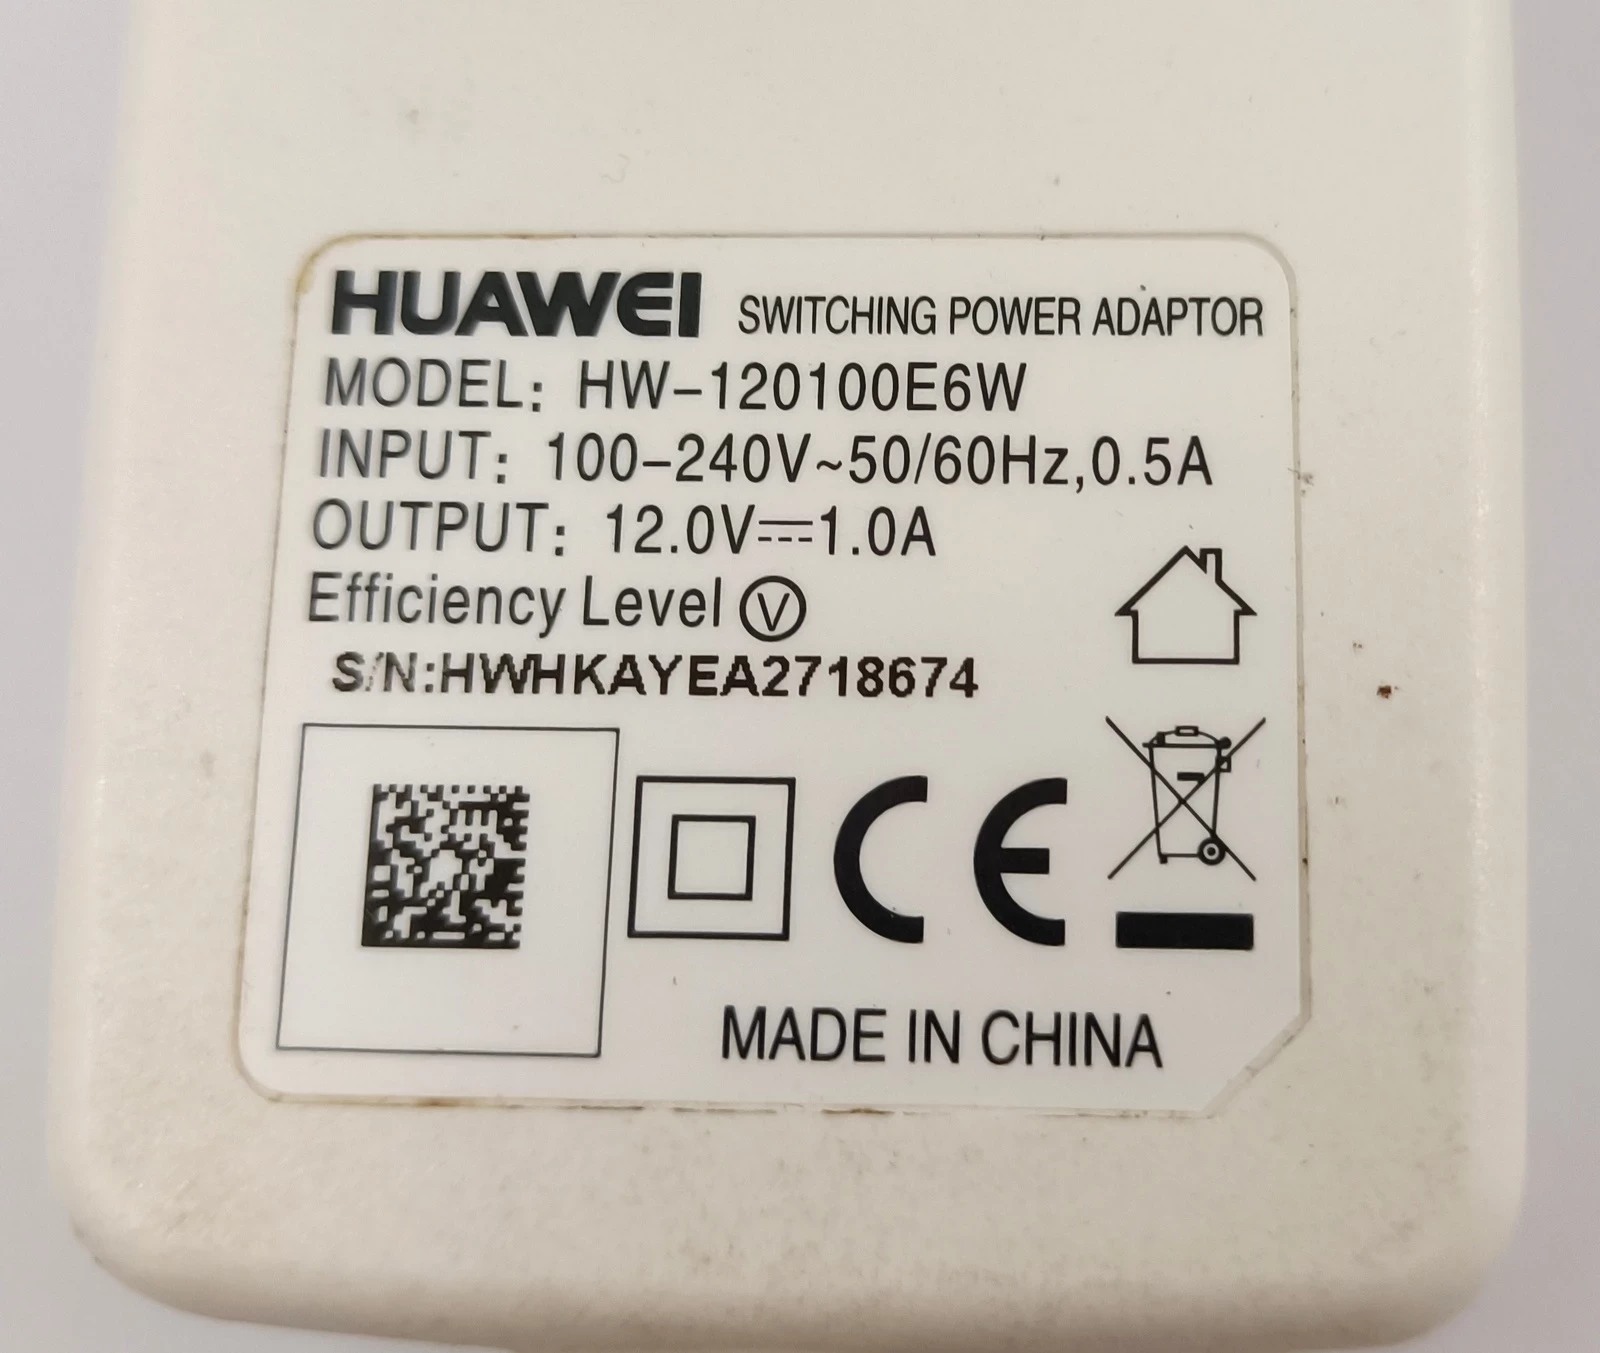 HUAWEI SWITCHING POWER ADAPTOR
MODEL: HW-120100E6W
INPUT: 100-240V~50/60Hz,0.5A
OUTPUT: 12.0V⎓1.0A
Efficiency Level Ⓥ
S/N:HWHKAYEA2718674
CE
MADE IN CHINA